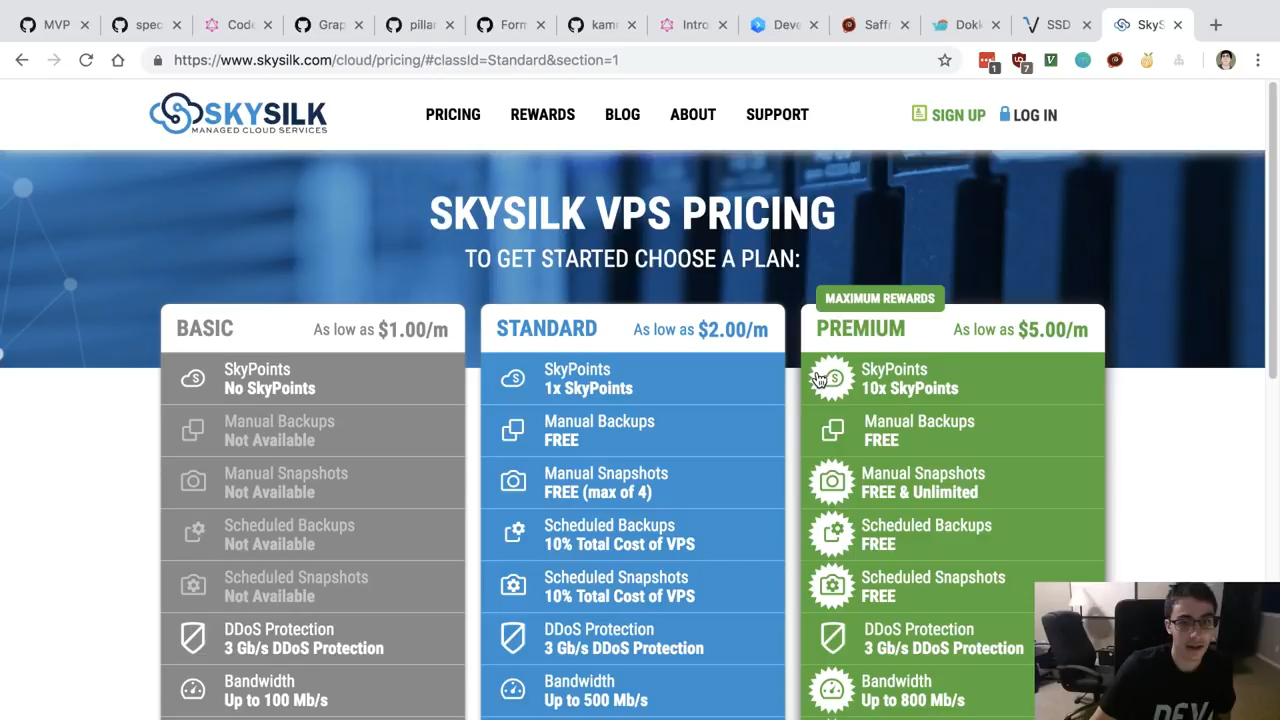 MVP
spec
Code
Grap
pillar
Form
kamr
Intro
Deve
Saffr
Dokk
SSD
SkyS
https://www.skysilk.com/cloud/pricing/#classId=Standard&section=1
1
7
SKYSILK
MANAGED CLOUD SERVICES
PRICING
REWARDS
BLOG
ABOUT
SUPPORT
SIGN UP
LOG IN
SKYSILK VPS PRICING
TO GET STARTED CHOOSE A PLAN:
BASIC As low as $1.00/m
SkyPoints
No SkyPoints
Manual Backups
Not Available
Manual Snapshots
Not Available
Scheduled Backups
Not Available
Scheduled Snapshots
Not Available
DDoS Protection
3 Gb/s DDoS Protection
Bandwidth
Up to 100 Mb/s
STANDARD As low as $2.00/m
SkyPoints
1x SkyPoints
Manual Backups
FREE
Manual Snapshots
FREE (max of 4)
Scheduled Backups
10% Total Cost of VPS
Scheduled Snapshots
10% Total Cost of VPS
DDoS Protection
3 Gb/s DDoS Protection
Bandwidth
Up to 500 Mb/s
MAXIMUM REWARDS
PREMIUM As low as $5.00/m
SkyPoints
10x SkyPoints
Manual Backups
FREE
Manual Snapshots
FREE & Unlimited
Scheduled Backups
FREE
Scheduled Snapshots
FREE
DDoS Protection
3 Gb/s DDoS Protection
Bandwidth
Up to 800 Mb/s
DEV